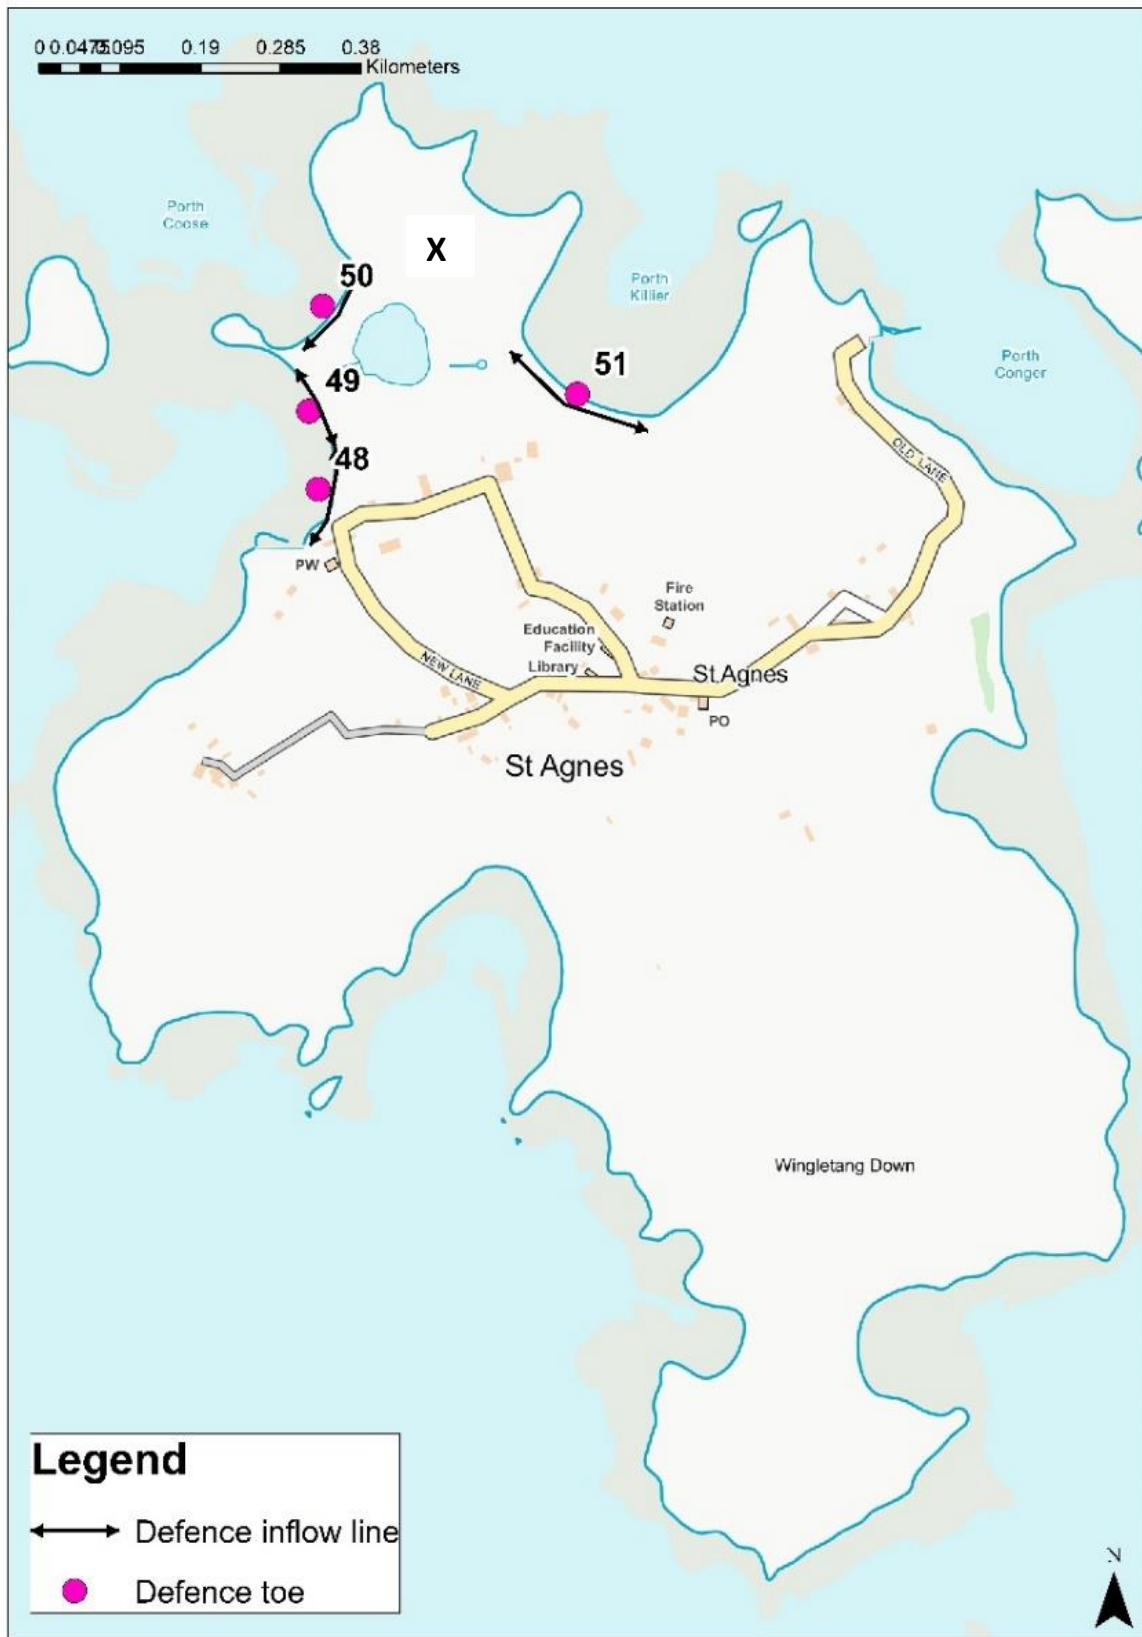 0 0.0475 0.095 0.19 0.285 0.38
Kilometers
Porth
Coose
X
50
Porth
Killier
49
51
Porth
Conger
48
OLD LANE
PW
Fire
Station
Education
Facility
Library
NEW LANE
St Agnes
PO
St Agnes
Wingletang Down
Legend
Defence inflow line
Defence toe
N